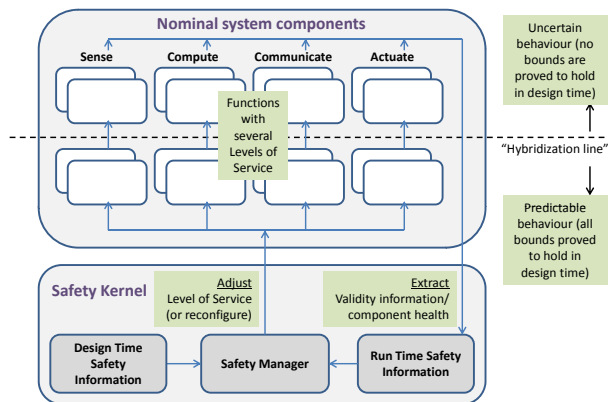 Nominal system components
Sense
Compute
Communicate
Actuate
Functions
with
several
Levels of
Service
Uncertain
behaviour (no
bounds are
proved to hold
in design time)
“Hybridization line”
Predictable
behaviour (all
bounds proved
to hold in
design time)
Safety Kernel
Adjust
Level of Service
(or reconfigure)
Extract
Validity information/
component health
Design Time
Safety
Information
Safety Manager
Run Time Safety
Information